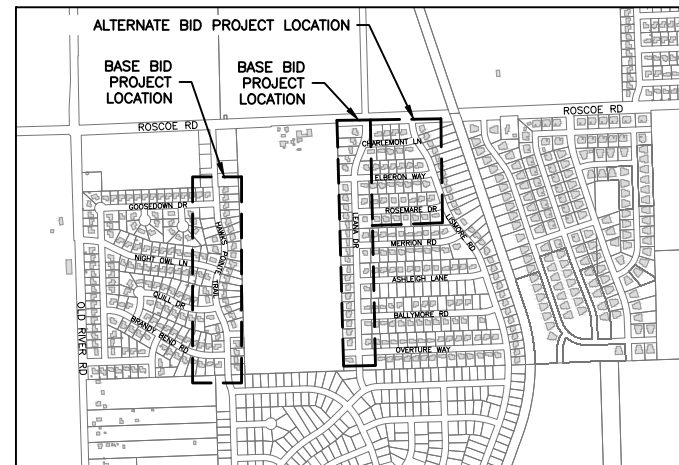 ALTERNATE BID PROJECT LOCATION
BASE BID
PROJECT
LOCATION
BASE BID
PROJECT
LOCATION
ROSCOE RD
ROSCOE RD
CHARLEMONT LN
ELBERON WAY
ROSEMARE DR
GOOSEDOWN DR
HAWKS POINTE TRAIL
LEANA DR
LISMORE RD
MERRION RD
NIGHT OWL LN
ASHLEIGH LANE
QUILL DR
OLD RIVER RD
BALLYMORE RD
BRANDY BEND RD
OVERTURE WAY